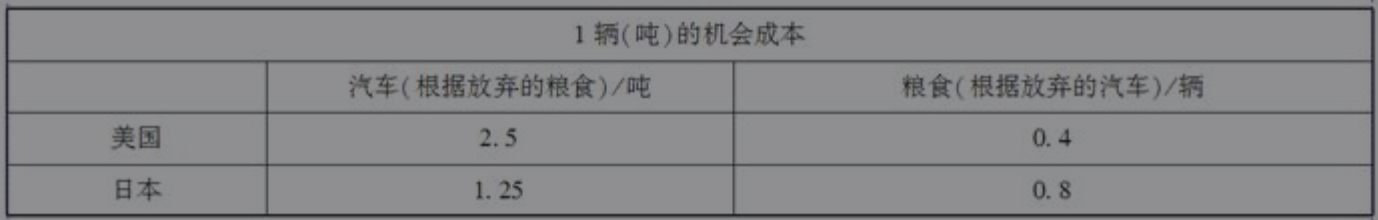 1 辆(吨)的机会成本
汽车(根据放弃的粮食)/吨 粮食(根据放弃的汽车)/辆
美国 2.5 0.4
日本 1.25 0.8